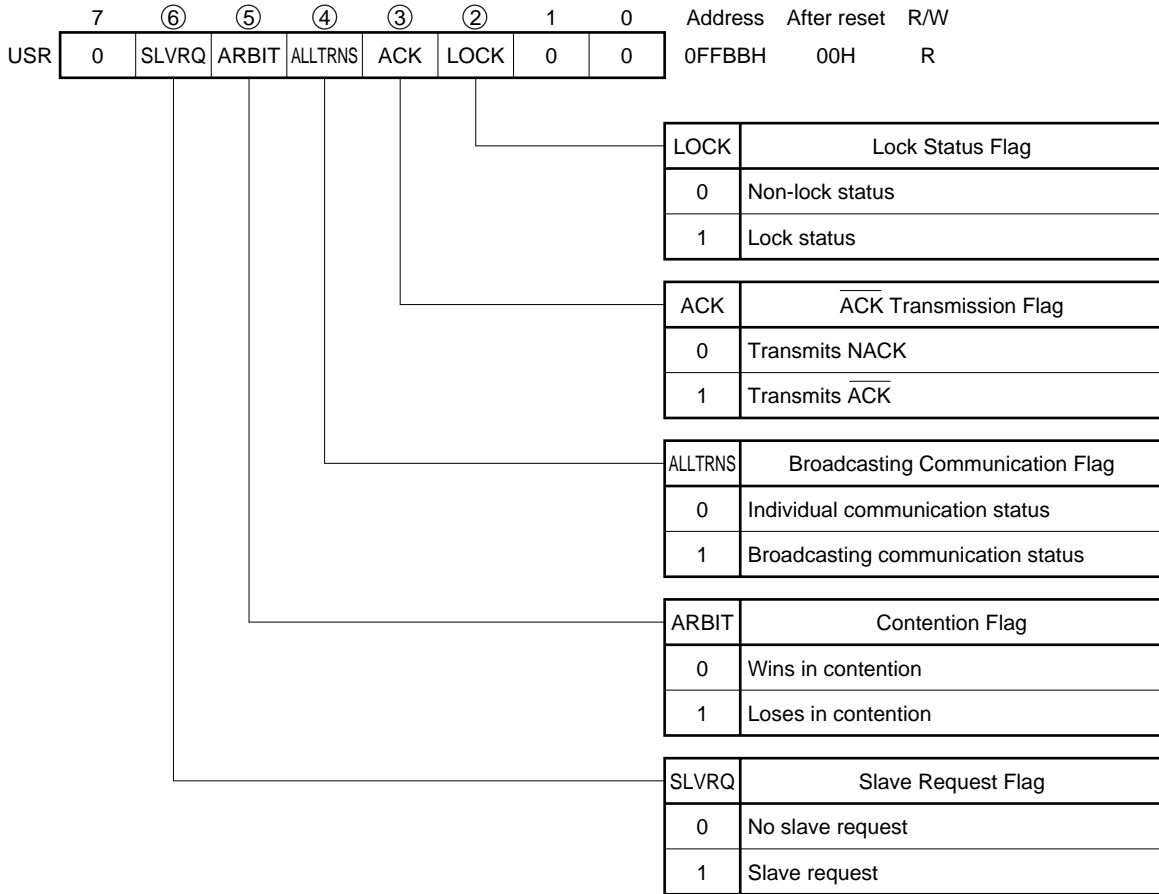 7 ⑥ ⑤ ④ ③ ② 1 0 Address After reset R/W
USR 0 SLVRQ ARBIT ALLTRNS ACK LOCK 0 0 0FFBBH 00H R
LOCK Lock Status Flag
0 Non-lock status
1 Lock status
ACK A̅C̅K̅ Transmission Flag
0 Transmits NACK
1 Transmits A̅C̅K̅
ALLTRNS Broadcasting Communication Flag
0 Individual communication status
1 Broadcasting communication status
ARBIT Contention Flag
0 Wins in contention
1 Loses in contention
SLVRQ Slave Request Flag
0 No slave request
1 Slave request